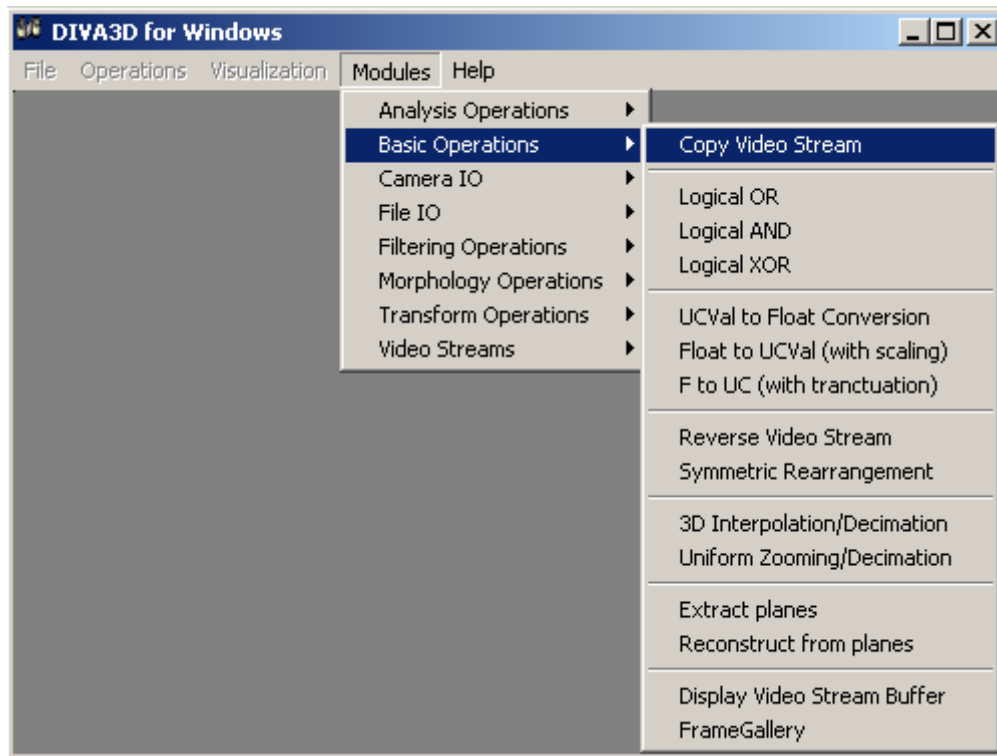 DIVA3D for Windows
File Operations Visualization Modules Help
Analysis Operations
Basic Operations
Camera IO
File IO
Filtering Operations
Morphology Operations
Transform Operations
Video Streams
Copy Video Stream
Logical OR
Logical AND
Logical XOR
UCVal to Float Conversion
Float to UCVal (with scaling)
F to UC (with tranctuation)
Reverse Video Stream
Symmetric Rearrangement
3D Interpolation/Decimation
Uniform Zooming/Decimation
Extract planes
Reconstruct from planes
Display Video Stream Buffer
FrameGallery